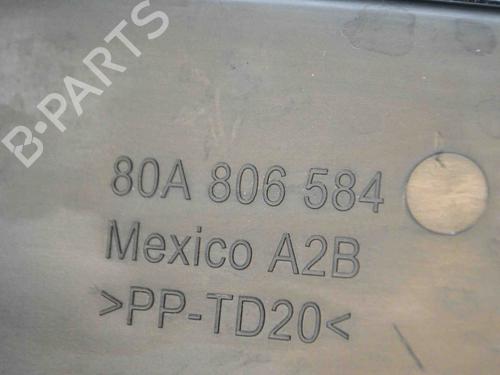 B-PARTS
80A 806 584
Mexico A2B
>PP-TD20<